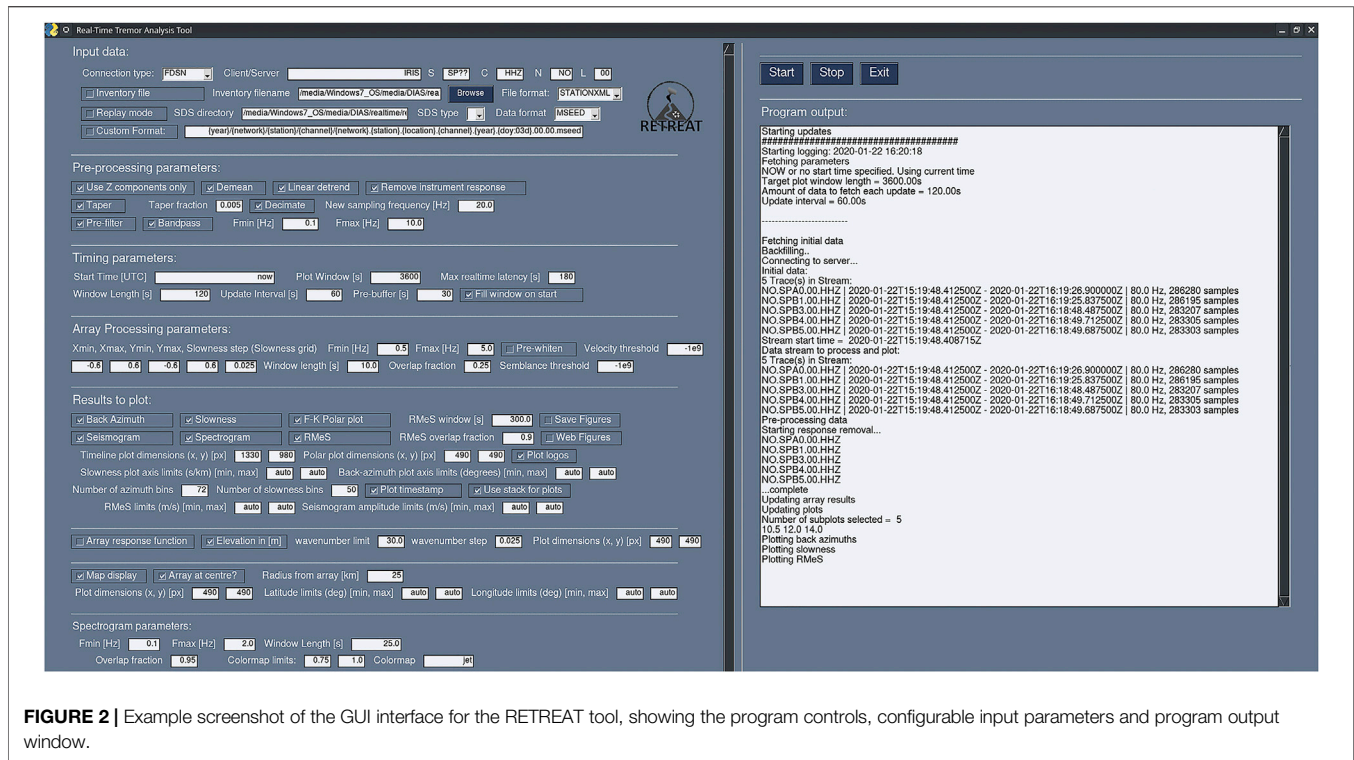 Real-Time Tremor Analysis Tool
Input data:
Connection type: FDSN Client/Server IRIS S SP?? C HHZ N NO L 00
Inventory file Inventory filename /media/Windows7_OS/media/DIAS/rea Browse File format: STATIONXML
Replay mode SDS directory /media/Windows7_OS/media/DIAS/realtime/r SDS type Data format MSEED
Custom Format: {year}/{network}/{station}/{channel}/{network}.{station}.{location}.{channel}.{year}.{doy:03d}.00.00.mseed
RETREAT
Pre-processing parameters:
Use Z components only Demean Linear detrend Remove instrument response
Taper Taper fraction 0.005 Decimate New sampling frequency [Hz] 20.0
Pre-filter Bandpass Fmin [Hz] 0.1 Fmax [Hz] 10.0
Timing parameters:
Start Time [UTC] now Plot Window [s] 3600 Max realtime latency [s] 180
Window Length [s] 120 Update Interval [s] 60 Pre-buffer [s] 30 Fill window on start
Array Processing parameters:
Xmin, Xmax, Ymin, Ymax, Slowness step (Slowness grid) Fmin [Hz] 0.5 Fmax [Hz] 5.0 Pre-whiten Velocity threshold -1e9
-0.6 0.6 -0.6 0.6 0.025 Window length [s] 10.0 Overlap fraction 0.25 Semblance threshold -1e9
Results to plot:
Back Azimuth Slowness F-K Polar plot RMeS window [s] 300.0 Save Figures
Seismogram Spectrogram RMeS RMeS overlap fraction 0.9 Web Figures
Timeline plot dimensions (x, y) [px] 1330 980 Polar plot dimensions (x, y) [px] 490 490 Plot logos
Slowness plot axis limits (s/km) [min, max] auto auto Back-azimuth plot axis limits (degrees) [min, max] auto auto
Number of azimuth bins 72 Number of slowness bins 50 Plot timestamp Use stack for plots
RMeS limits (m/s) [min, max] auto auto Seismogram amplitude limits (m/s) [min, max] auto auto
Array response function Elevation in [m] wavenumber limit 30.0 wavenumber step 0.025 Plot dimensions (x, y) [px] 490 490
Map display Array at centre? Radius from array [km] 25
Plot dimensions (x, y) [px] 490 490 Latitude limits (deg) [min, max] auto auto Longitude limits (deg) [min, max] auto auto
Spectrogram parameters:
Fmin [Hz] 0.1 Fmax [Hz] 2.0 Window Length [s] 25.0
Overlap fraction 0.95 Colormap limits: 0.75 1.0 Colormap jet
Start Stop Exit
Program output:
Starting updates
#####################################
Starting logging: 2020-01-22 16:20:18
Fetching parameters
NOW or no start time specified. Using current time
Target plot window length = 3600.00s
Amount of data to fetch each update = 120.00s
Update interval = 60.00s
--------------------------
Fetching initial data
Backfilling..
Connecting to server...
Initial data:
5 Trace(s) in Stream:
NO.SPA0.00.HHZ | 2020-01-22T15:19:48.412500Z - 2020-01-22T16:19:26.900000Z | 80.0 Hz, 286280 samples
NO.SPB1.00.HHZ | 2020-01-22T15:19:48.412500Z - 2020-01-22T16:19:25.837500Z | 80.0 Hz, 286195 samples
NO.SPB3.00.HHZ | 2020-01-22T15:19:48.412500Z - 2020-01-22T16:18:48.487500Z | 80.0 Hz, 283207 samples
NO.SPB4.00.HHZ | 2020-01-22T15:19:48.412500Z - 2020-01-22T16:18:49.712500Z | 80.0 Hz, 283305 samples
NO.SPB5.00.HHZ | 2020-01-22T15:19:48.412500Z - 2020-01-22T16:18:49.687500Z | 80.0 Hz, 283303 samples
Stream start time = 2020-01-22T15:19:48.408715Z
Data stream to process and plot:
5 Trace(s) in Stream:
NO.SPA0.00.HHZ | 2020-01-22T15:19:48.412500Z - 2020-01-22T16:19:26.900000Z | 80.0 Hz, 286280 samples
NO.SPB1.00.HHZ | 2020-01-22T15:19:48.412500Z - 2020-01-22T16:19:25.837500Z | 80.0 Hz, 286195 samples
NO.SPB3.00.HHZ | 2020-01-22T15:19:48.412500Z - 2020-01-22T16:18:48.487500Z | 80.0 Hz, 283207 samples
NO.SPB4.00.HHZ | 2020-01-22T15:19:48.412500Z - 2020-01-22T16:18:49.712500Z | 80.0 Hz, 283305 samples
NO.SPB5.00.HHZ | 2020-01-22T15:19:48.412500Z - 2020-01-22T16:18:49.687500Z | 80.0 Hz, 283303 samples
Pre-processing data
Starting response removal...
NO.SPA0.00.HHZ
NO.SPB1.00.HHZ
NO.SPB3.00.HHZ
NO.SPB4.00.HHZ
NO.SPB5.00.HHZ
...complete
Updating array results
Updating plots
Number of subplots selected = 5
10.5 12.0 14.0
Plotting back azimuths
Plotting slowness
Plotting RMeS
FIGURE 2 | Example screenshot of the GUI interface for the RETREAT tool, showing the program controls, configurable input parameters and program output
window.